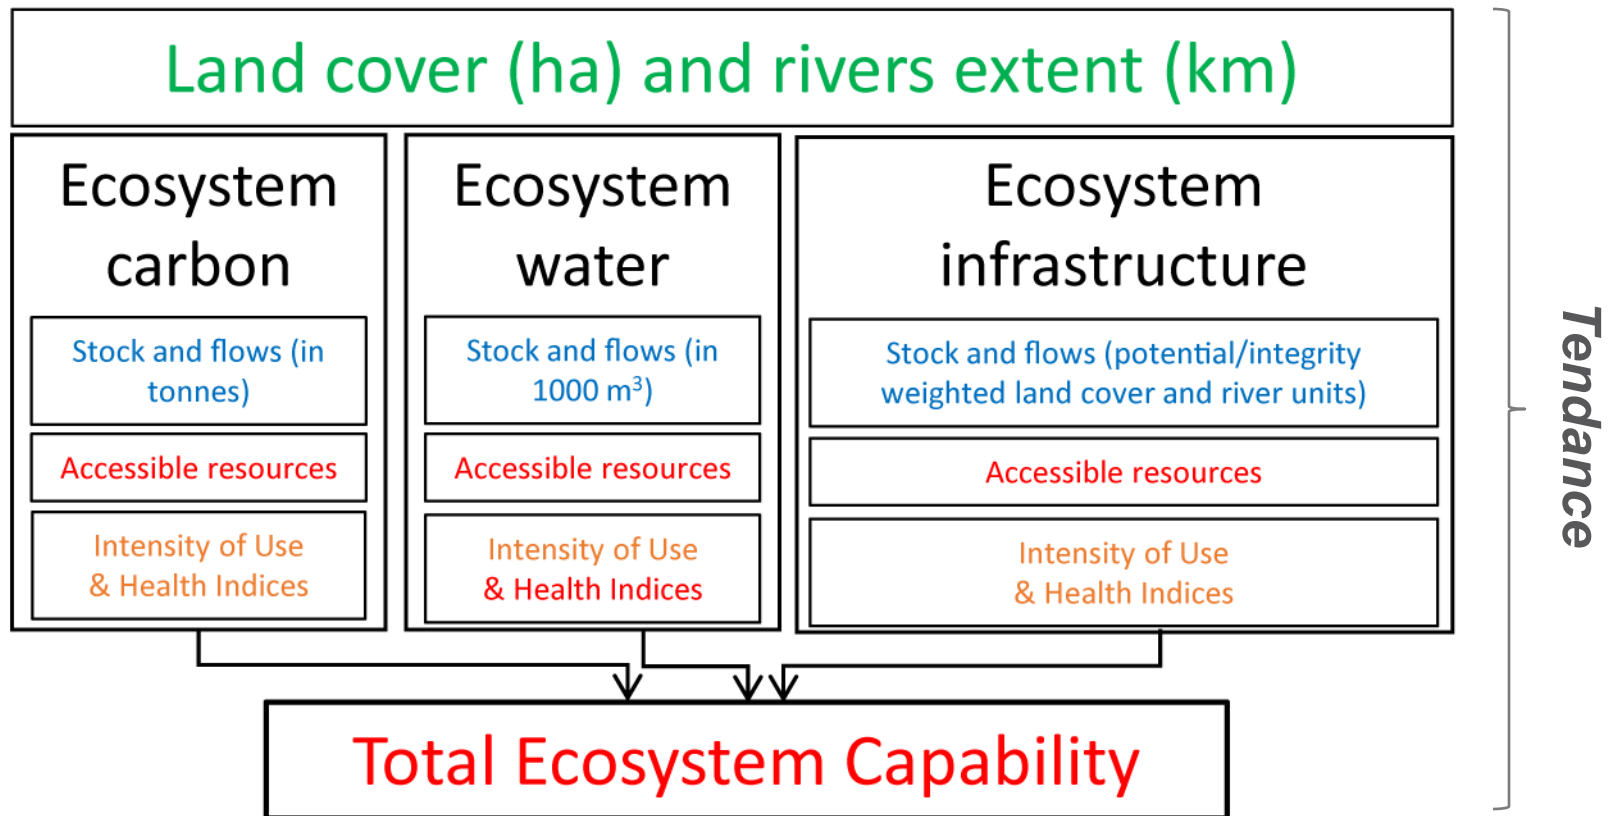 Land cover (ha) and rivers extent (km)
Ecosystem
carbon
Stock and flows (in
tonnes)
Accessible resources
Intensity of Use
& Health Indices
Ecosystem
water
Stock and flows (in
1000 m³)
Accessible resources
Intensity of Use
& Health Indices
Ecosystem
infrastructure
Stock and flows (potential/integrity
weighted land cover and river units)
Accessible resources
Intensity of Use
& Health Indices
Total Ecosystem Capability
Tendance